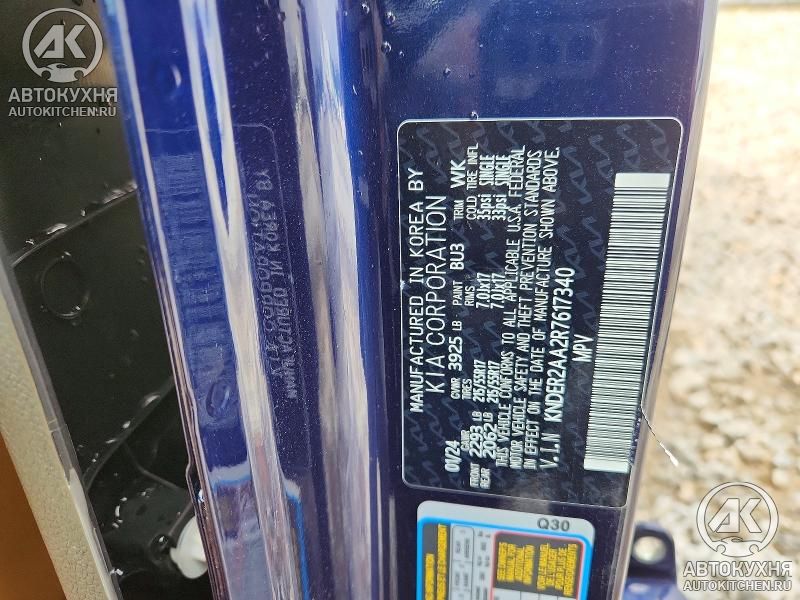 АВТОКУХНЯ
AUTOKITCHEN.RU
MANUFACTURED IN KOREA BY
KIA CORPORATION
GVWR 3925 LB PAINT BU3 TRIM WK
GAWR TIRES RIMS COLD TIRE INFL
FRONT 2293 LB 215/55R17 7.0Jx17 35psi SINGLE
REAR 2062 LB 215/55R17 7.0Jx17 33psi SINGLE
THIS VEHICLE CONFORMS TO ALL APPLICABLE U.S.A. FEDERAL
MOTOR VEHICLE SAFETY AND THEFT PREVENTION STANDARDS
IN EFFECT ON THE DATE OF MANUFACTURE SHOWN ABOVE.
V.I.N KNDER2AA2R7617340
MPV
Q30
АВТОКУХНЯ
AUTOKITCHEN.RU